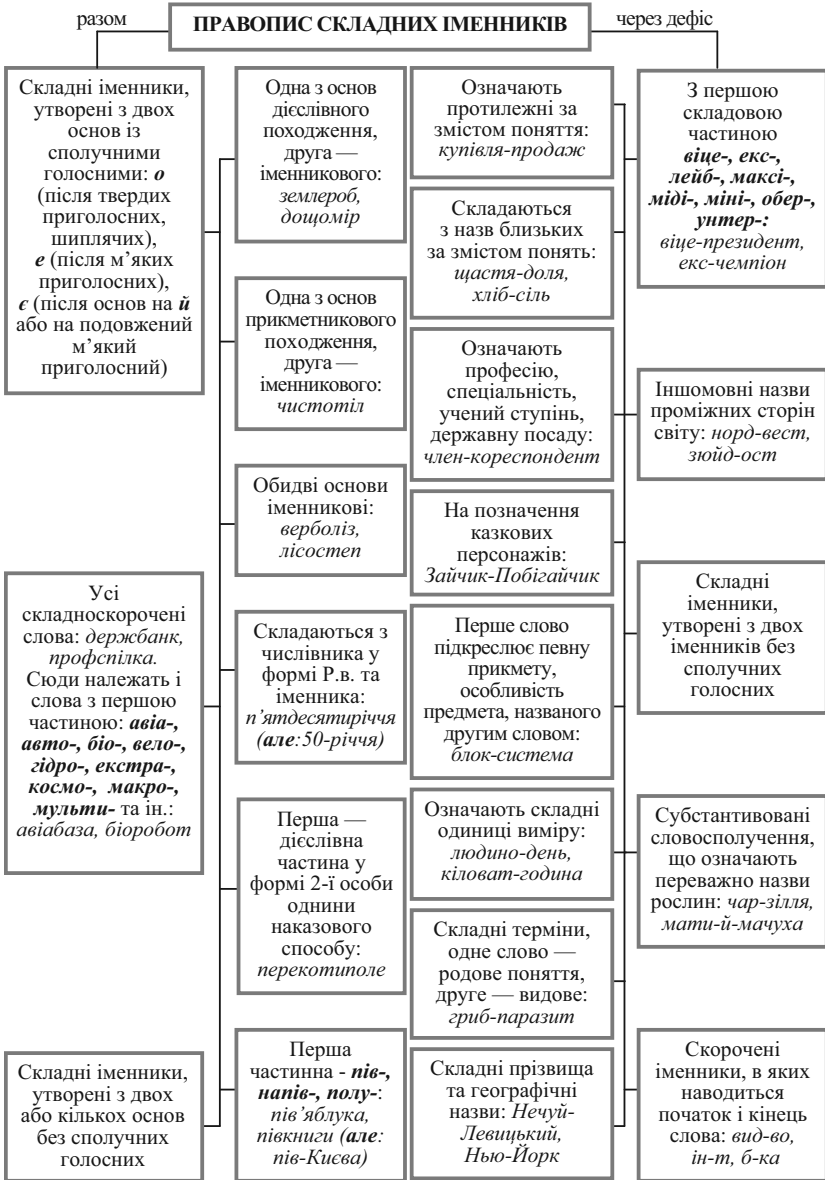 разом
ПРАВОПИС СКЛАДНИХ ІМЕННИКІВ
через дефіс
Складні іменники,
утворені з двох
основ із
сполучними
голосними: о
(після твердих
приголосних,
шиплячих),
е (після м’яких
приголосних),
є (після основ на й
або на подовжений
м’який
приголосний)
Усі
складноскорочені
слова: держбанк,
профспілка.
Сюди належать і
слова з першою
частиною: авіа-,
авто-, біо-, вело-,
гідро-, екстра-,
космо-, макро-,
мульти- та ін.:
авіабаза, біоробот
Складні іменники,
утворені з двох
або кількох основ
без сполучних
голосних
Одна з основ
дієслівного
походження,
друга —
іменникового:
землероб,
дощомір
Одна з основ
прикметникового
походження,
друга —
іменникового:
чистотіл
Обидві основи
іменникові:
верболіз,
лісостеп
Складаються з
числівника у
формі Р.в. та
іменника:
п’ятдесятиріччя
(але:50-річчя)
Перша —
дієслівна
частина у
формі 2-ї особи
однини
наказового
способу:
перекотиполе
Перша
частинна - пів-,
напів-, полу-:
пів’яблука,
півкниги (але:
пів-Києва)
Означають
протилежні за
змістом поняття:
купівля-продаж
Складаються
з назв близьких
за змістом понять:
щастя-доля,
хліб-сіль
Означають
професію,
спеціальність,
учений ступінь,
державну посаду:
член-кореспондент
На позначення
казкових
персонажів:
Зайчик-Побігайчик
Перше слово
підкреслює певну
прикмету,
особливість
предмета, названого
другим словом:
блок-система
Означають складні
одиниці виміру:
людино-день,
кіловат-година
Складні терміни,
одне слово —
родове поняття,
друге — видове:
гриб-паразит
Складні прізвища
та географічні
назви: Нечуй-
Левицький,
Нью-Йорк
З першою
складовою
частиною
віце-, екс-,
лейб-, максі-,
міді-, міні-, обер-,
унтер-:
віце-президент,
екс-чемпіон
Іншомовні назви
проміжних сторін
світу: норд-вест,
зюйд-ост
Складні
іменники,
утворені з двох
іменників без
сполучних
голосних
Субстантивовані
словосполучення,
що означають
переважно назви
рослин: чар-зілля,
мати-й-мачуха
Скорочені
іменники, в яких
наводиться
початок і кінець
слова: вид-во,
ін-т, б-ка